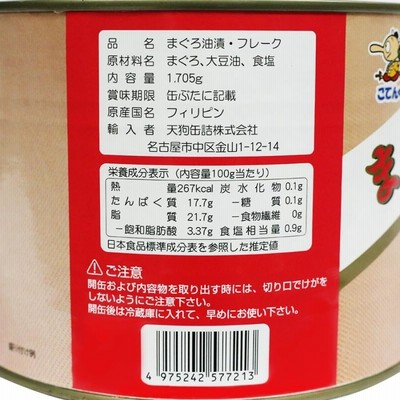 品 名 まぐろ油漬・フレーク
原材料名 まぐろ、大豆油、食塩
内 容 量 1,705g
賞味期限 缶ぶたに記載
原産国名 フィリピン
輸 入 者 天狗缶詰株式会社
名古屋市中区金山1-12-14
栄養成分表示(内容量100g当たり)
熱 量 267kcal 炭水化物 0.1g
たんぱく質 17.7g -糖質 0.1g
脂 質 21.7g -食物繊維 0g
-飽和脂肪酸 3.37g 食塩相当量 0.9g
日本食品標準成分表を参照した推定値
⚠ ご注意
開缶および内容物を取り出す時には、切り口でけがを
しないようにご注意下さい。
開缶後は冷蔵庫に入れて、早めにお使い下さい。
4 975242 577213
こてんぐ